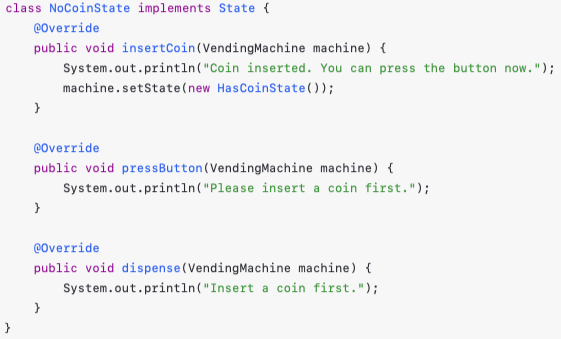 class NoCoinState implements State {
    @Override
    public void insertCoin(VendingMachine machine) {
        System.out.println("Coin inserted. You can press the button now.");
        machine.setState(new HasCoinState());
    }

    @Override
    public void pressButton(VendingMachine machine) {
        System.out.println("Please insert a coin first.");
    }

    @Override
    public void dispense(VendingMachine machine) {
        System.out.println("Insert a coin first.");
    }
}